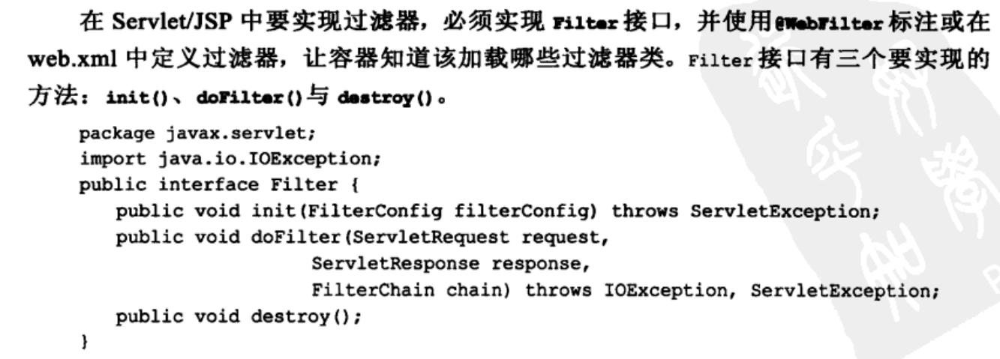 在 Servlet/JSP 中要实现过滤器，必须实现 Filter 接口，并使用@WebFilter 标注或在
web.xml 中定义过滤器，让容器知道该加载哪些过滤器类。Filter 接口有三个要实现的
方法：init()、doFilter()与 destroy()。
package javax.servlet;
import java.io.IOException;
public interface Filter {
public void init(FilterConfig filterConfig) throws ServletException;
public void doFilter(ServletRequest request,
ServletResponse response,
FilterChain chain) throws IOException, ServletException;
public void destroy();
}